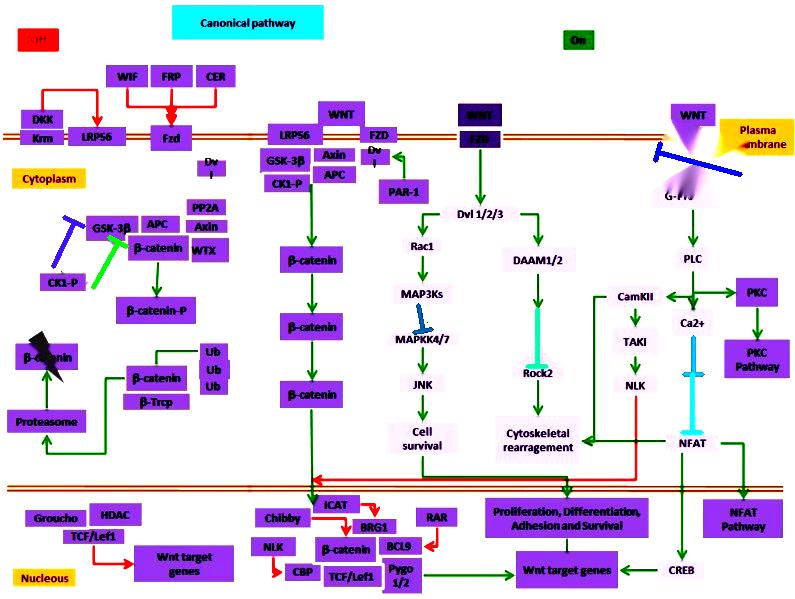 Canonical pathway
Off
On
WIF
FRP
CER
DKK
Krm
LRP56
Fzd
WNT
LRP56
FZD
WNT
FZD
WNT
Plasma
Cytoplasm
Dv
l
GSK-3β
Axin
Dv
l
CK1-P
APC
PAR-1
PP2A
GSK-3β
APC
Axin
β-catenin
WTX
CK1-P
β-catenin-P
β-catenin
β-catenin
β-catenin
Dvl 1/2/3
Rac1
DAAM1/2
MAP3Ks
MAPKK4/7
Rock2
JNK
Cell
survival
Cytoskeletal
rearragement
PLC
CamKII
PKC
Ca2+
TAKI
PKC
Pathway
NLK
NFAT
β-catenin
Ub
Ub
Ub
β-catenin
β-Trcp
Proteasome
Groucho
HDAC
TCF/Lef1
Wnt target
genes
Nucleous
ICAT
Chibby
BRG1
RAR
NLK
β-catenin
BCL9
CBP
TCF/Lef1
Pygo
1/2
Proliferation, Differentiation,
Adhesion and Survival
Wnt target genes
CREB
NFAT
Pathway